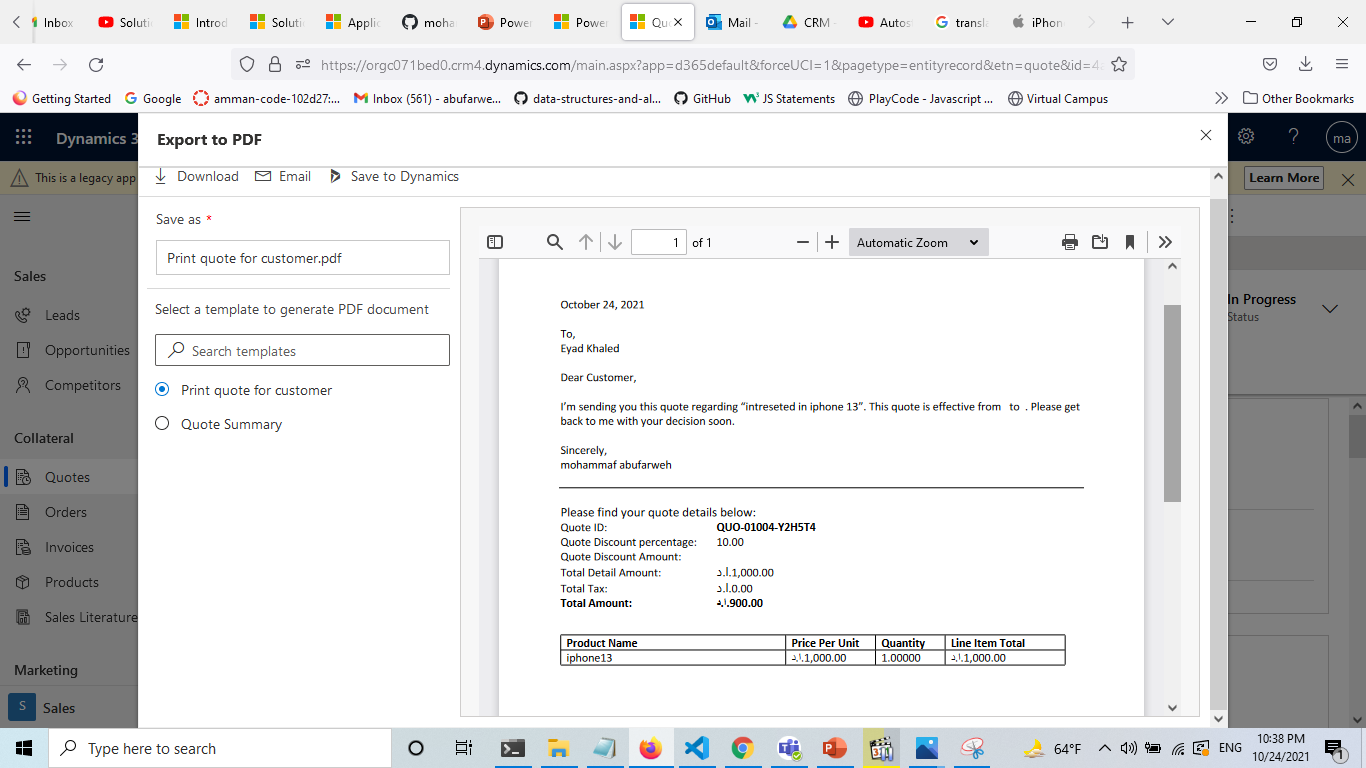 Inbox
Soluti
Introd
Soluti
Applic
moha
Power
Power
Qu
Mail -
CRM -
Autos
transl
iPhon
https://orgc071bed0.crm4.dynamics.com/main.aspx?app=d365default&forceUCI=1&pagetype=entityrecord&etn=quote&id=4
Getting Started
Google
amman-code-102d27:...
Inbox (561) - abufarwe...
data-structures-and-al...
GitHub
JS Statements
PlayCode - Javascript ...
Virtual Campus
Other Bookmarks
Dynamics 3
Export to PDF
ma
This is a legacy app
Download
Email
Save to Dynamics
Learn More
Save as *
Print quote for customer.pdf
Select a template to generate PDF document
Search templates
Print quote for customer
Quote Summary
Sales
Leads
Opportunities
Competitors
Collateral
Quotes
Orders
Invoices
Products
Sales Literature
Marketing
S
Sales
1 of 1
Automatic Zoom
October 24, 2021
To,
Eyad Khaled
Dear Customer,
I'm sending you this quote regarding "intreseted in iphone 13". This quote is effective from to . Please get
back to me with your decision soon.
Sincerely,
mohammaf abufarweh
Please find your quote details below:
Quote ID: QUO-01004-Y2H5T4
Quote Discount percentage: 10.00
Quote Discount Amount:
Total Detail Amount: د.ا.1,000.00
Total Tax: د.ا.0.00
Total Amount: د.ا.900.00
Product Name Price Per Unit Quantity Line Item Total
iphone13 د.ا.1,000.00 1.00000 د.ا.1,000.00
In Progress
Status
Type here to search
64°F
ENG
10:38 PM
10/24/2021
1